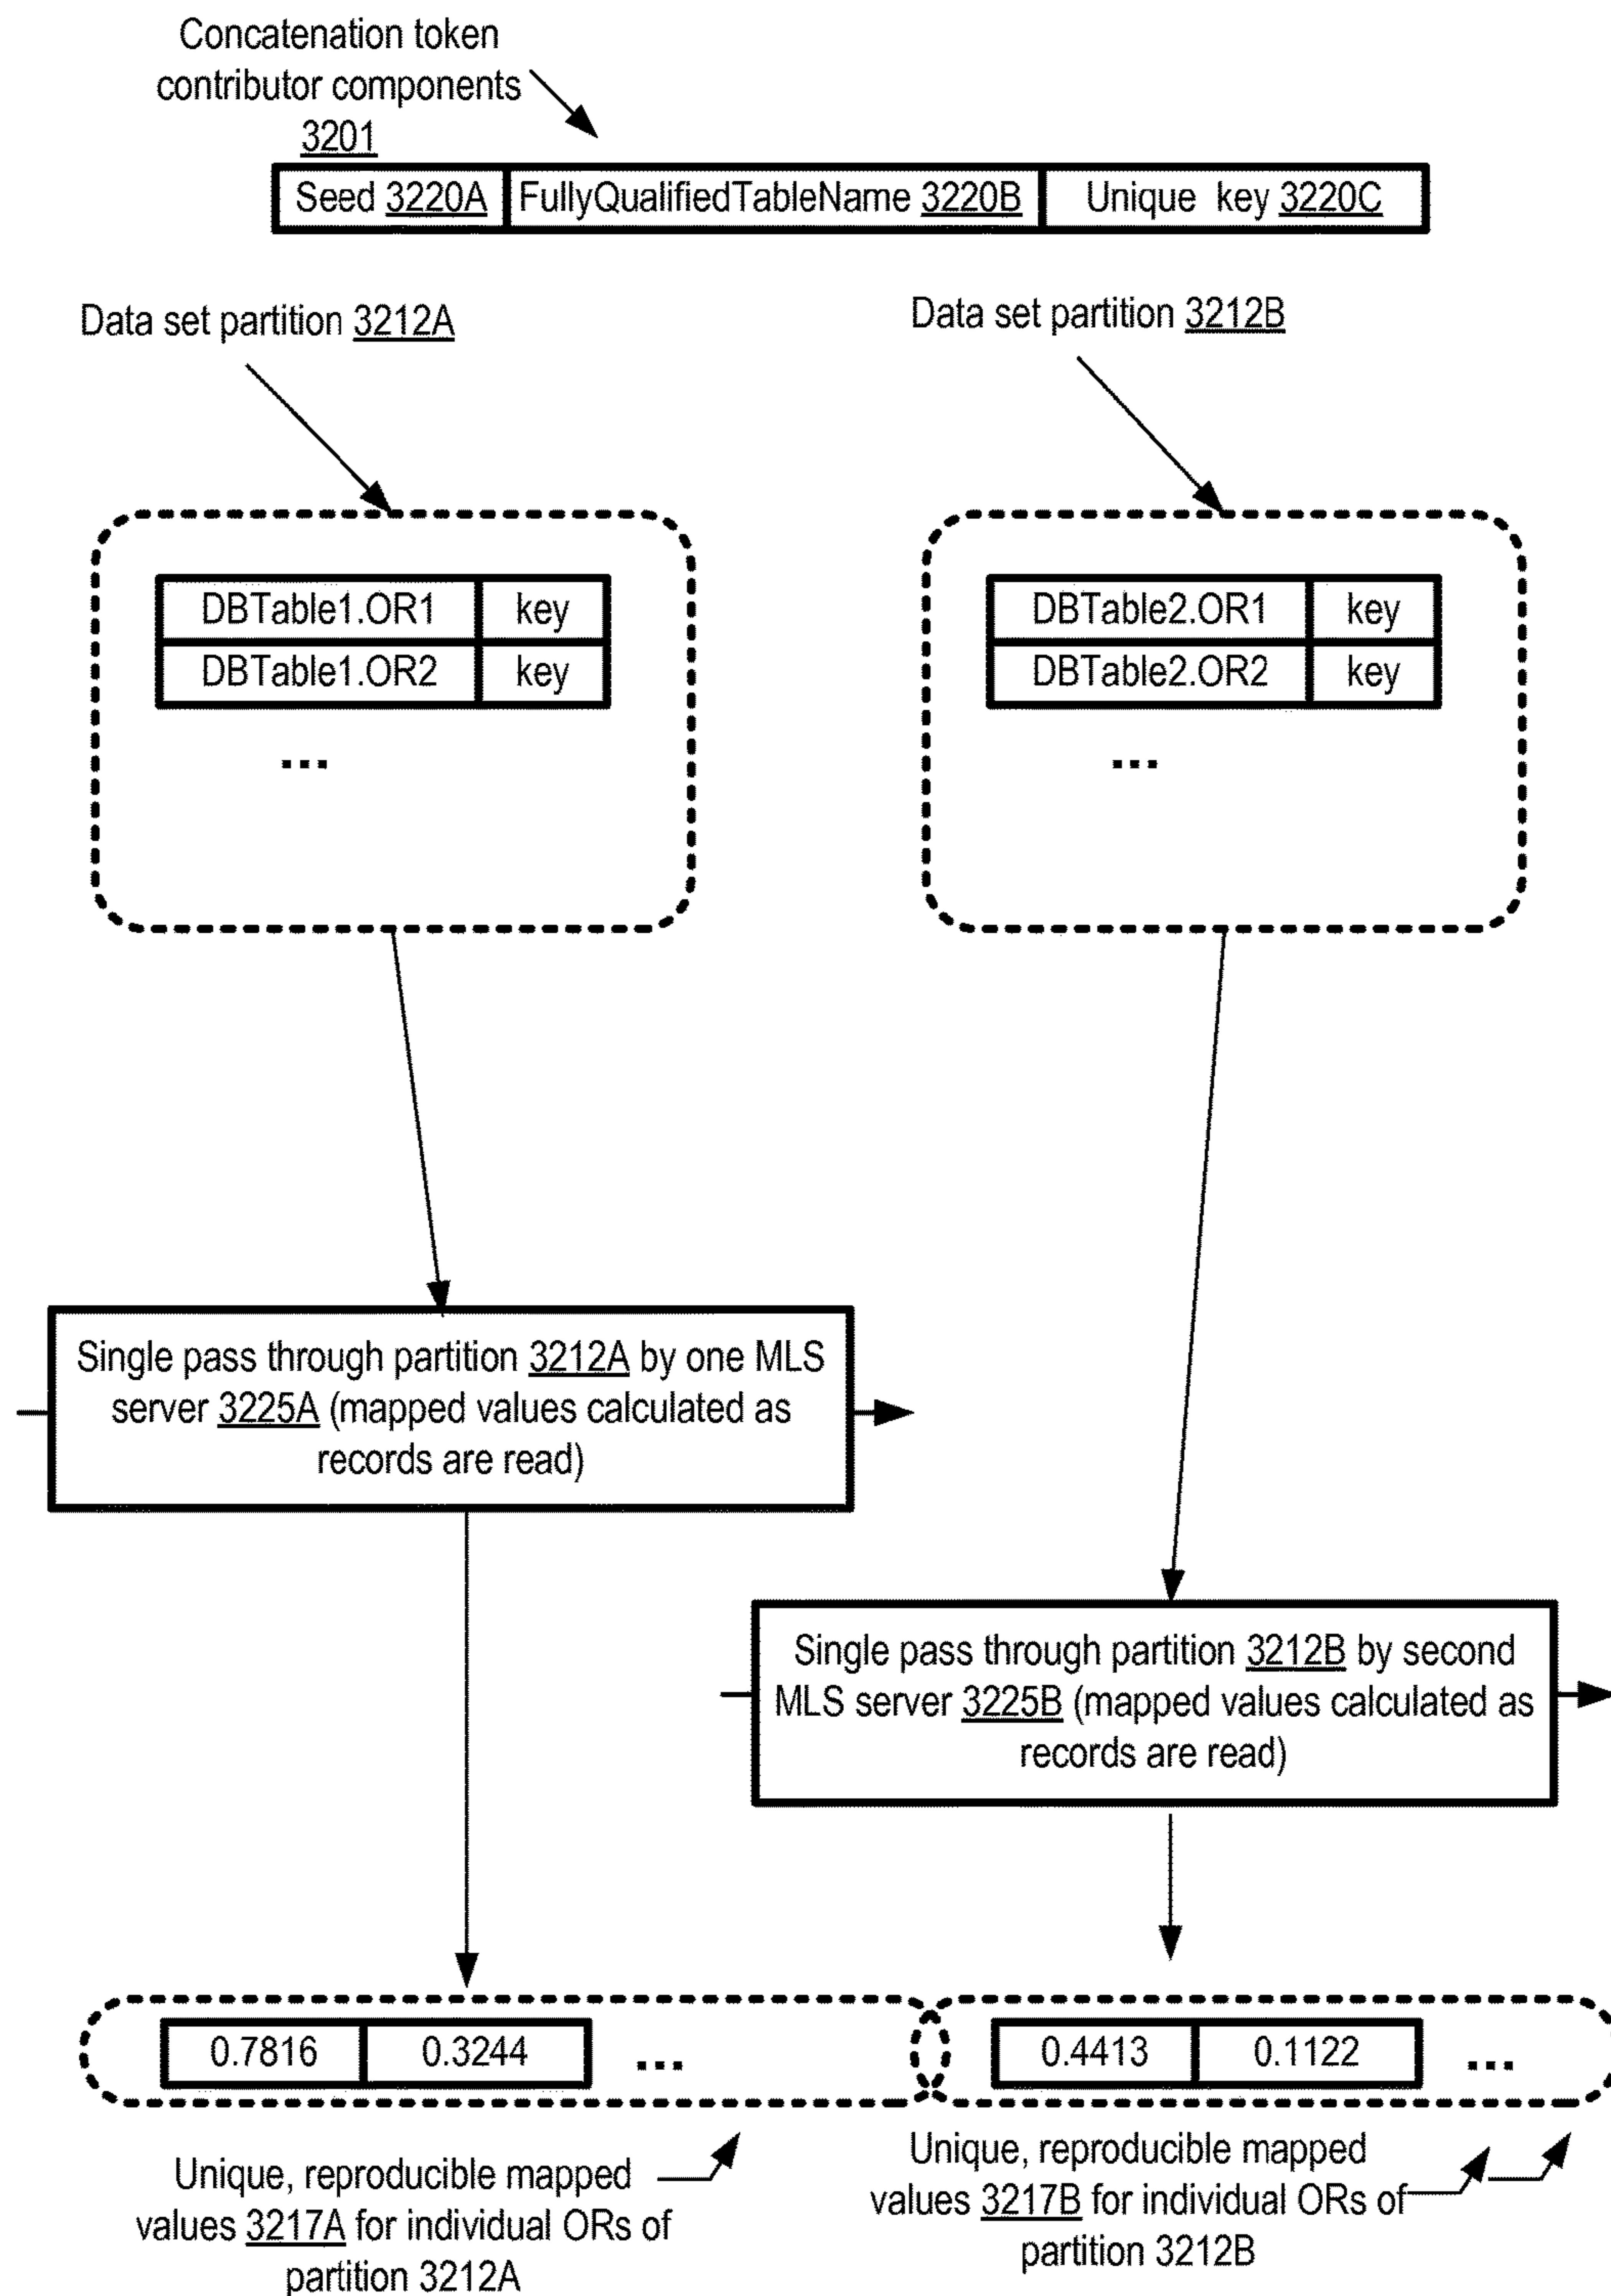 Concatenation token
contributor components
3201
Seed 3220A FullyQualifiedTableName 3220B Unique key 3220C
Data set partition 3212A
Data set partition 3212B
DBTable1.OR1 key
DBTable1.OR2 key
...
DBTable2.OR1 key
DBTable2.OR2 key
...
Single pass through partition 3212A by one MLS
server 3225A (mapped values calculated as
records are read)
Single pass through partition 3212B by second
MLS server 3225B (mapped values calculated as
records are read)
0.7816 0.3244 ...
0.4413 0.1122 ...
Unique, reproducible mapped
values 3217A for individual ORs of
partition 3212A
Unique, reproducible mapped
values 3217B for individual ORs of
partition 3212B